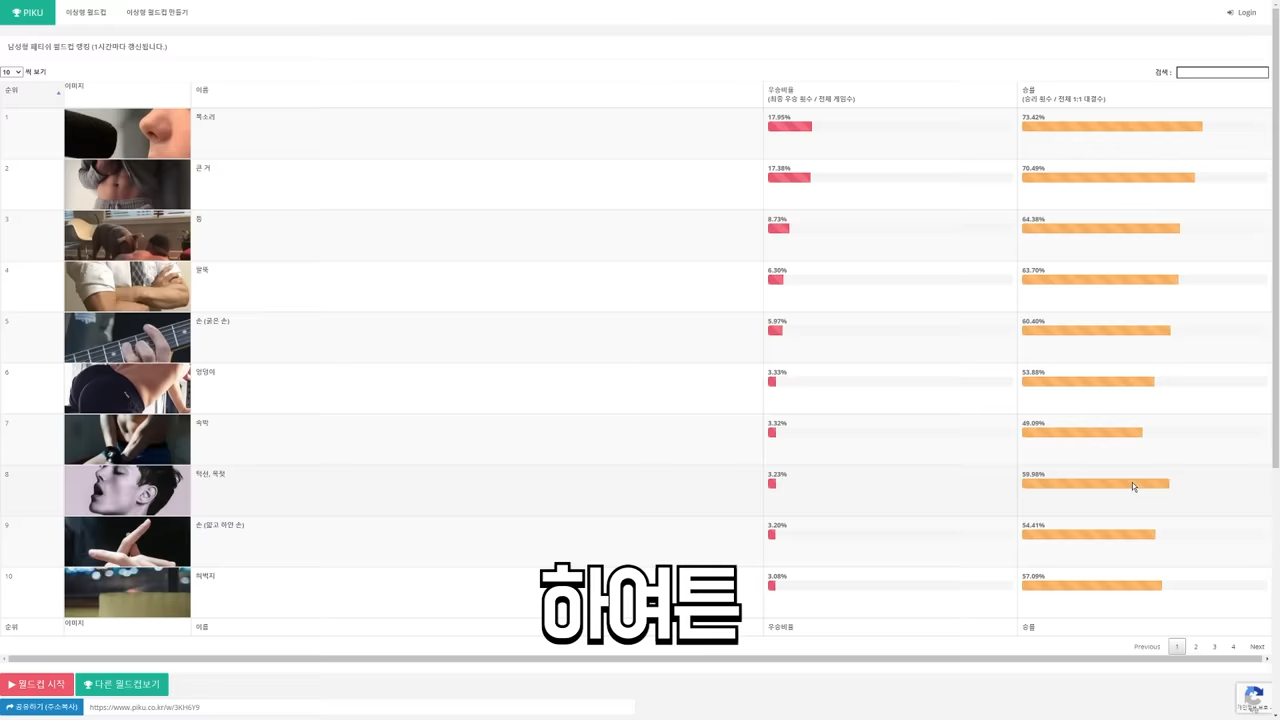 PIKU 이상형 월드컵 이상형 월드컵 만들기 Login
남성형 페티쉬 월드컵 랭킹 (1시간마다 갱신됩니다.)
10 씩 보기 검색 :
순위 이미지 이름 우승비율 승률
(최종 우승 횟수 / 전체 게임수) (승리 횟수 / 전체 1:1 대결수)
1 목소리 17.95% 73.42%
2 큰 거 17.38% 70.49%
3 등 8.73% 64.38%
4 팔뚝 6.30% 63.70%
5 손 (굵은 손) 5.97% 60.40%
6 엉덩이 3.33% 53.88%
7 속박 3.32% 49.09%
8 턱선, 목젖 3.23% 59.98%
9 손 (얇고 하얀 손) 3.20% 54.41%
10 허벅지 3.08% 57.09%
하여튼
순위 이미지 이름 우승비율 승률
Previous 1 2 3 4 Next
월드컵 시작 다른 월드컵보기
공유하기 (주소복사) https://www.piku.co.kr/w/3KH6Y9